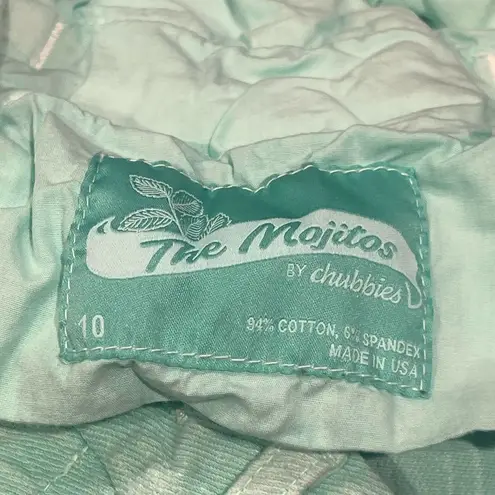 The Mojitos
BY chubbies
10
94% COTTON, 6% SPANDEX
MADE IN USA